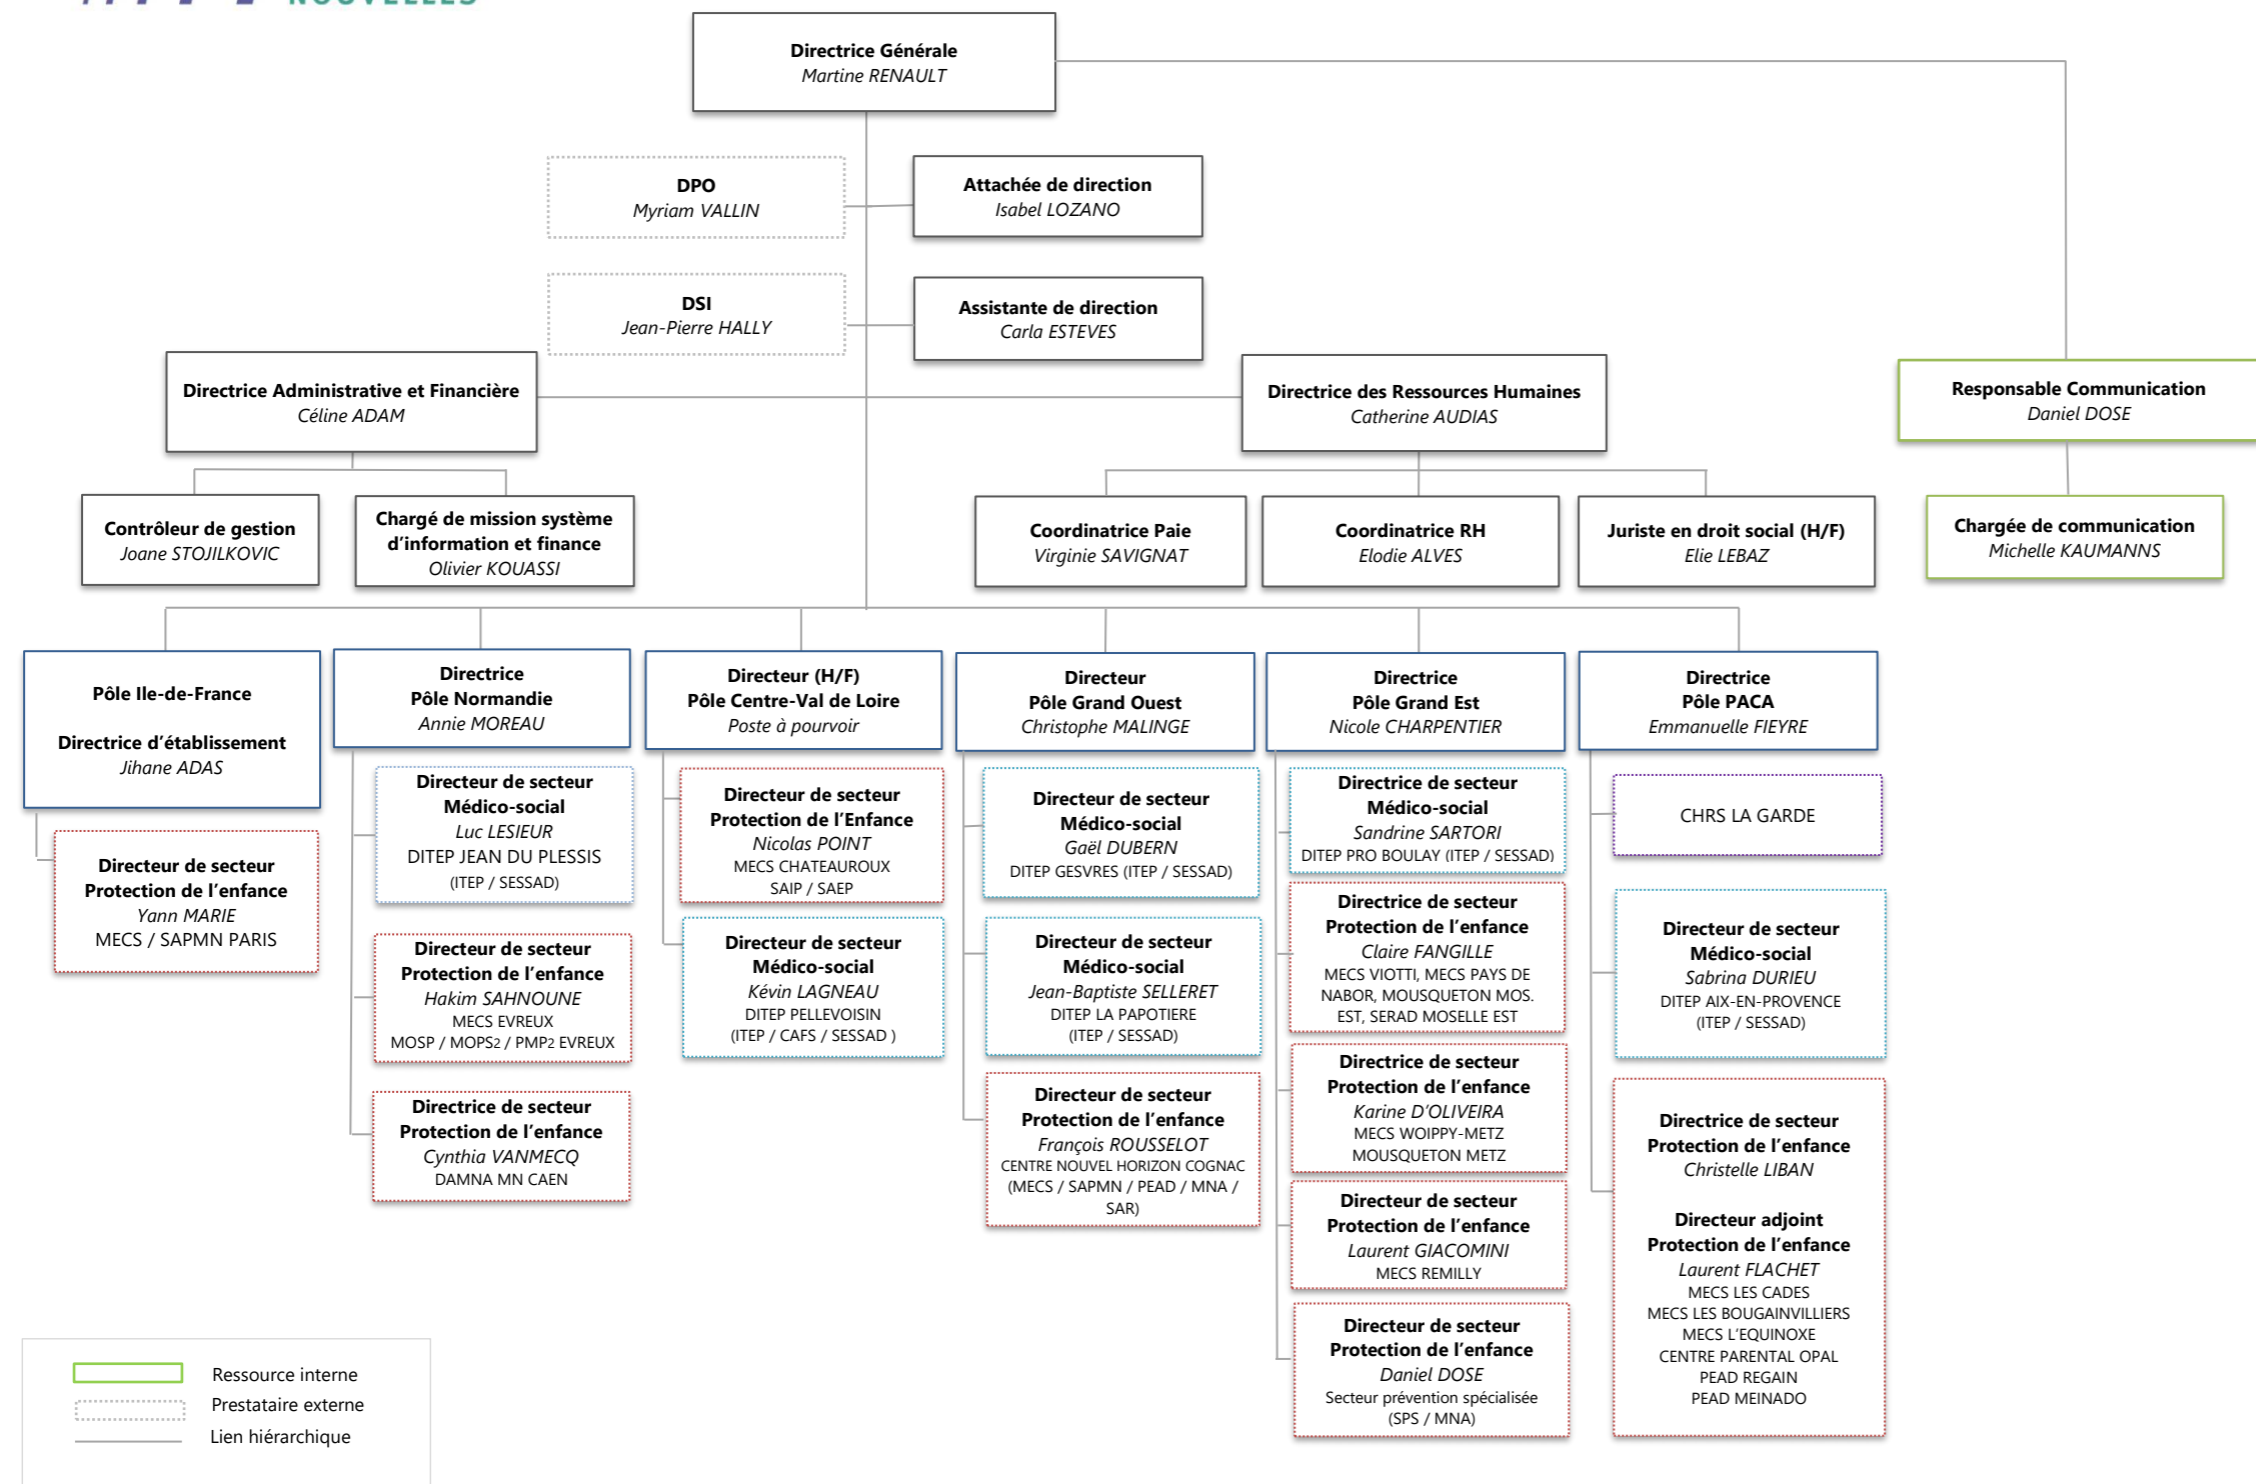 NOUVELLES
Directrice Générale
Martine RENAULT
DPO
Myriam VALLIN
Attachée de direction
Isabel LOZANO
DSI
Jean-Pierre HALLY
Assistante de direction
Carla ESTEVES
Directrice Administrative et Financière
Céline ADAM
Directrice des Ressources Humaines
Catherine AUDIAS
Responsable Communication
Daniel DOSE
Contrôleur de gestion
Joane STOJILKOVIC
Chargé de mission système
d'information et finance
Olivier KOUASSI
Coordinatrice Paie
Virginie SAVIGNAT
Coordinatrice RH
Elodie ALVES
Juriste en droit social (H/F)
Elie LEBAZ
Chargée de communication
Michelle KAUMANNS
Pôle Ile-de-France
Directrice d'établissement
Jihane ADAS
Directeur de secteur
Protection de l'enfance
Yann MARIE
MECS / SAPMN PARIS
Directrice
Pôle Normandie
Annie MOREAU
Directeur de secteur
Médico-social
Luc LESIEUR
DITEP JEAN DU PLESSIS
(ITEP / SESSAD)
Directeur de secteur
Protection de l'enfance
Hakim SAHNOUNE
MECS EVREUX
MOSP / MOPS2 / PMP2 EVREUX
Directrice de secteur
Protection de l'enfance
Cynthia VANMECQ
DAMNA MN CAEN
Directeur (H/F)
Pôle Centre-Val de Loire
Poste à pourvoir
Directeur de secteur
Protection de l'Enfance
Nicolas POINT
MECS CHATEAUROUX
SAIP / SAEP
Directeur de secteur
Médico-social
Kévin LAGNEAU
DITEP PELLEVOISIN
(ITEP / CAFS / SESSAD )
Directeur
Pôle Grand Ouest
Christophe MALINGE
Directeur de secteur
Médico-social
Gaël DUBERN
DITEP GESVRES (ITEP / SESSAD)
Directeur de secteur
Médico-social
Jean-Baptiste SELLERET
DITEP LA PAPOTIERE
(ITEP / SESSAD)
Directeur de secteur
Protection de l'enfance
François ROUSSELOT
CENTRE NOUVEL HORIZON COGNAC
(MECS / SAPMN / PEAD / MNA /
SAR)
Directrice
Pôle Grand Est
Nicole CHARPENTIER
Directrice de secteur
Médico-social
Sandrine SARTORI
DITEP PRO BOULAY (ITEP / SESSAD)
Directrice de secteur
Protection de l'enfance
Claire FANGILLE
MECS VIOTTI, MECS PAYS DE
NABOR, MOUSQUETON MOS.
EST, SERAD MOSELLE EST
Directrice de secteur
Protection de l'enfance
Karine D'OLIVEIRA
MECS WOIPPY-METZ
MOUSQUETON METZ
Directeur de secteur
Protection de l'enfance
Laurent GIACOMINI
MECS REMILLY
Directeur de secteur
Protection de l'enfance
Daniel DOSE
Secteur prévention spécialisée
(SPS / MNA)
Directrice
Pôle PACA
Emmanuelle FIEYRE
CHRS LA GARDE
Directeur de secteur
Médico-social
Sabrina DURIEU
DITEP AIX-EN-PROVENCE
(ITEP / SESSAD)
Directrice de secteur
Protection de l'enfance
Christelle LIBAN
Directeur adjoint
Protection de l'enfance
Laurent FLACHET
MECS LES CADES
MECS LES BOUGAINVILLIERS
MECS L'EQUINOXE
CENTRE PARENTAL OPAL
PEAD REGAIN
PEAD MEINADO
Ressource interne
Prestataire externe
Lien hiérarchique